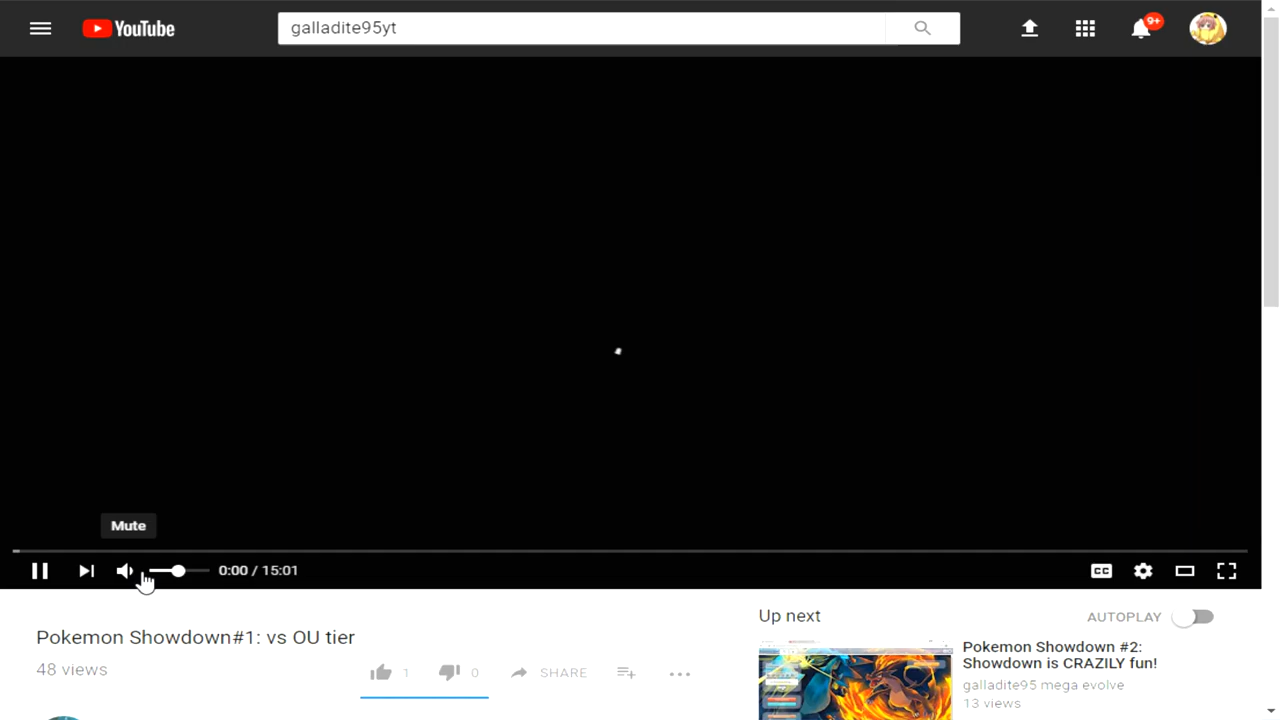 YouTube
galladite95yt
9+
Mute
0:00 / 15:01
CC
Pokemon Showdown#1: vs OU tier
48 views
1
0
SHARE
Up next
AUTOPLAY
Pokemon Showdown #2:
Showdown is CRAZILY fun!
galladite95 mega evolve
13 views